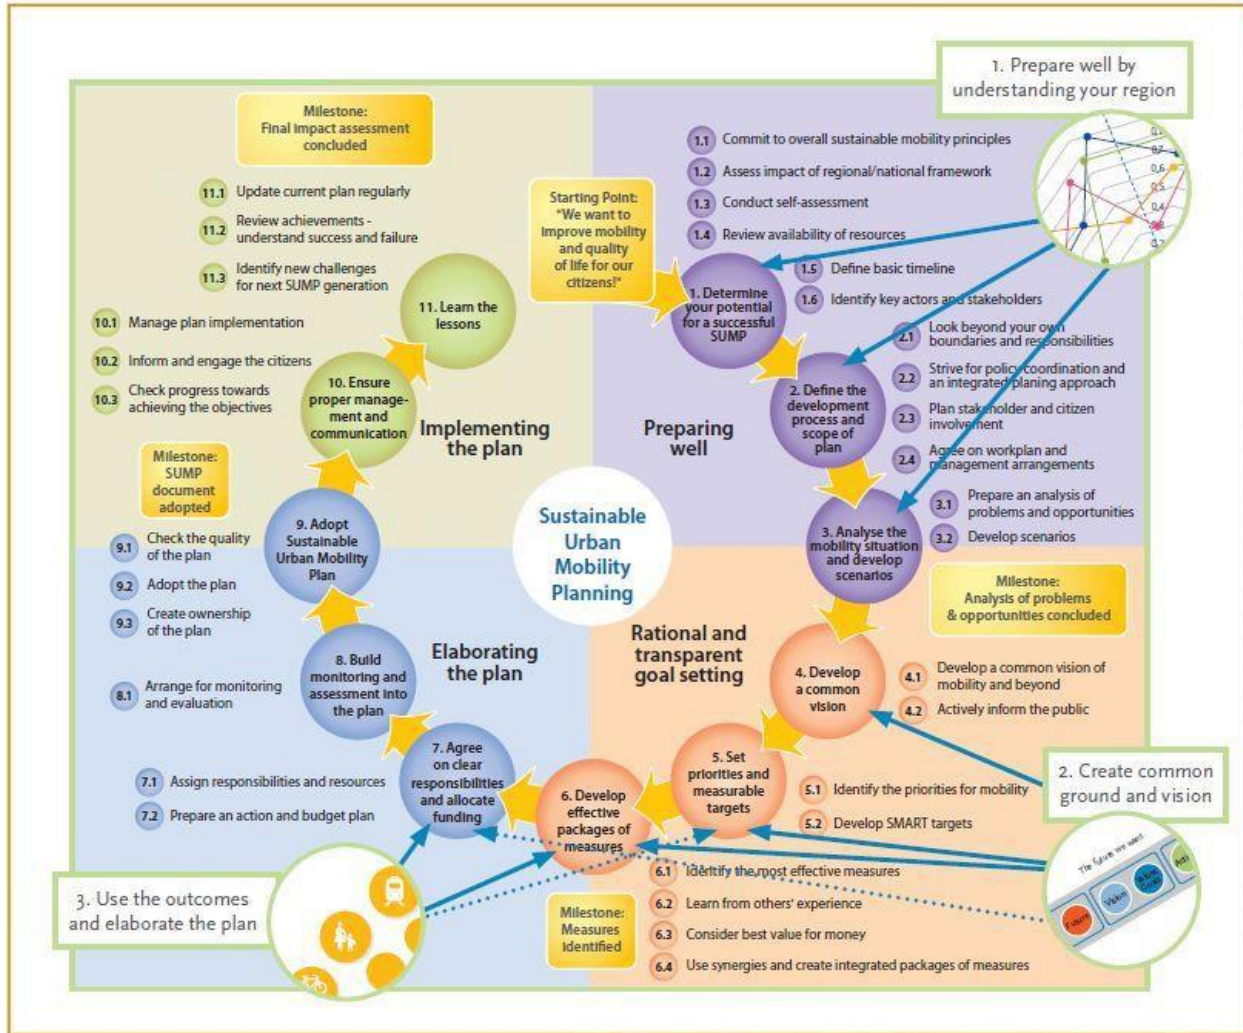 1. Prepare well by
understanding your region
Milestone:
Final impact assessment
concluded
11.1 Update current plan regularly
11.2 Review achievements -
understand success and failure
11.3 Identify new challenges
for next SUMP generation
Starting Point:
"We want to
improve mobility
and quality
of life for our
citizens!"
1.1 Commit to overall sustainable mobility principles
1.2 Assess impact of regional/national framework
1.3 Conduct self-assessment
1.4 Review availability of resources
1.5 Define basic timeline
1.6 Identify key actors and stakeholders
0,7
0,6
0,5
0,4
0,3
11. Learn the
lessons
1. Determine
your potential
for a successful
SUMP
10.1 Manage plan implementation
10.2 Inform and engage the citizens
10.3 Check progress towards
achieving the objectives
10. Ensure
proper manage-
ment and
communication
Implementing
the plan
Preparing
well
2. Define the
development
process and
scope of
plan
2.1 Look beyond your own
boundaries and responsibilities
2.2 Strive for policy coordination and
an integrated planing approach
2.3 Plan stakeholder and citizen
involvement
2.4 Agree on workplan and
management arrangements
Milestone:
SUMP
document
adopted
9. Adopt
Sustainable
Urban Mobility
Plan
Sustainable
Urban
Mobility
Planning
3. Analyse the
mobility situation
and develop
scenarios
3.1 Prepare an analysis of
problems and opportunities
3.2 Develop scenarios
9.1 Check the quality
of the plan
9.2 Adopt the plan
9.3 Create ownership
of the plan
Milestone:
Analysis of problems
& opportunities concluded
8. Build
monitoring and
assessment into
the plan
Elaborating
the plan
Rational and
transparent
goal setting
4. Develop
a common
vision
4.1 Develop a common vision of
mobility and beyond
4.2 Actively inform the public
8.1 Arrange for monitoring
and evaluation
7. Agree
on clear
responsibilities
and allocate
funding
5. Set
priorities and
measurable
targets
2. Create common
ground and vision
7.1 Assign responsibilities and resources
7.2 Prepare an action and budget plan
6. Develop
effective
packages of
measures
5.1 Identify the priorities for mobility
5.2 Develop SMART targets
The future we want
Future
Vision
3. Use the outcomes
and elaborate the plan
Milestone:
Measures
identified
6.1 Identify the most effective measures
6.2 Learn from others' experience
6.3 Consider best value for money
6.4 Use synergies and create integrated packages of measures